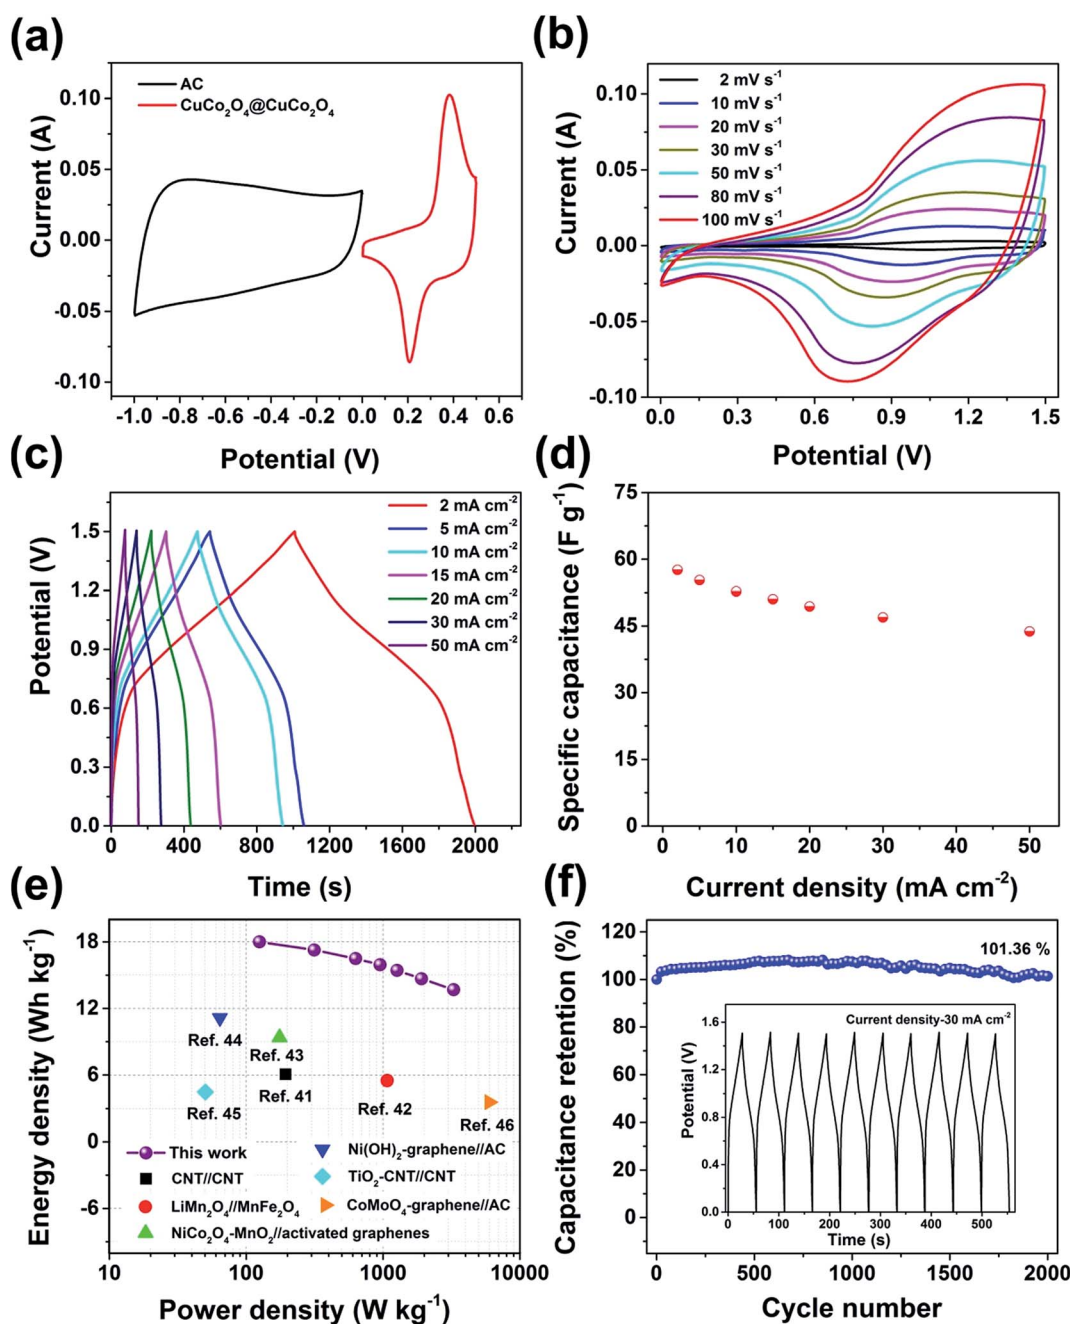 (a)
AC
CuCo₂O₄@CuCo₂O₄
0.10
0.05
0.00
-0.05
-0.10
Current (A)
-1.0 -0.8 -0.6 -0.4 -0.2 0.0 0.2 0.4 0.6
Potential (V)
(b)
2 mV s⁻¹
10 mV s⁻¹
20 mV s⁻¹
30 mV s⁻¹
50 mV s⁻¹
80 mV s⁻¹
100 mV s⁻¹
0.10
0.05
0.00
-0.05
-0.10
Current (A)
0.0 0.3 0.6 0.9 1.2 1.5
Potential (V)
(c)
2 mA cm⁻²
5 mA cm⁻²
10 mA cm⁻²
15 mA cm⁻²
20 mA cm⁻²
30 mA cm⁻²
50 mA cm⁻²
1.5
1.2
0.9
0.6
0.3
0.0
Potential (V)
0 400 800 1200 1600 2000
Time (s)
(d)
75
60
45
30
15
0
Specific capacitance (F g⁻¹)
0 10 20 30 40 50
Current density (mA cm⁻²)
(e)
18
12
6
0
-6
Energy density (Wh kg⁻¹)
Ref. 44
Ref. 43
Ref. 41
Ref. 45
Ref. 42
Ref. 46
This work
CNT//CNT
LiMn₂O₄//MnFe₂O₄
NiCo₂O₄-MnO₂//activated graphenes
Ni(OH)₂-graphene//AC
TiO₂-CNT//CNT
CoMoO₄-graphene//AC
10 100 1000 10000
Power density (W kg⁻¹)
(f)
120
100
80
60
40
20
0
Capacitance retention (%)
101.36 %
Current density-30 mA cm⁻²
1.6
1.2
0.8
0.4
0.0
Potential (V)
0 100 200 300 400 500
Time (s)
0 500 1000 1500 2000
Cycle number